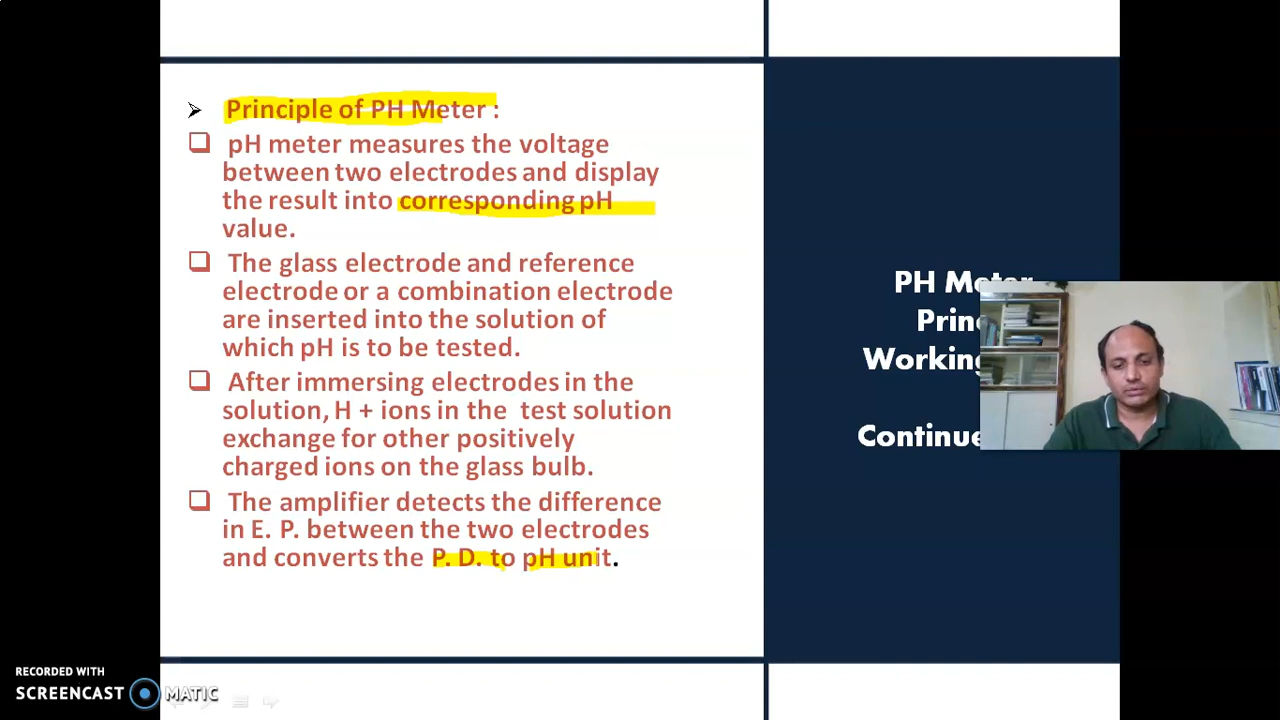 Principle of PH Meter :
pH meter measures the voltage
between two electrodes and display
the result into corresponding pH
value.
The glass electrode and reference
electrode or a combination electrode
are inserted into the solution of
which pH is to be tested.
After immersing electrodes in the
solution, H + ions in the test solution
exchange for other positively
charged ions on the glass bulb.
The amplifier detects the difference
in E. P. between the two electrodes
and converts the P. D. to pH unit.
PH Meter
Working
RECORDED WITH
SCREENCAST MATIC